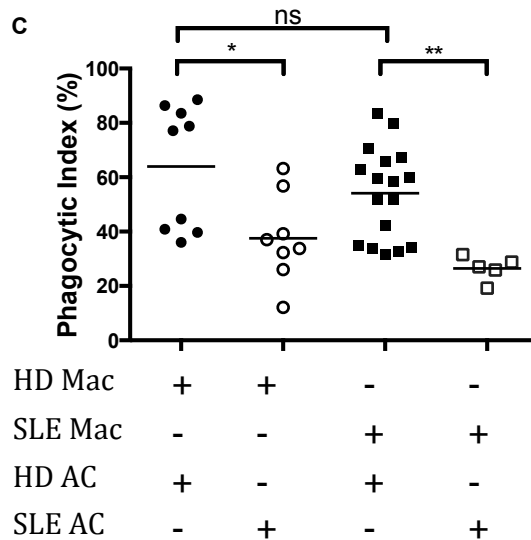 c
ns
*
**
Phagocytic Index (%)
100
80
60
40
20
0
HD Mac + + - -
SLE Mac - - + +
HD AC + - + -
SLE AC - + - +